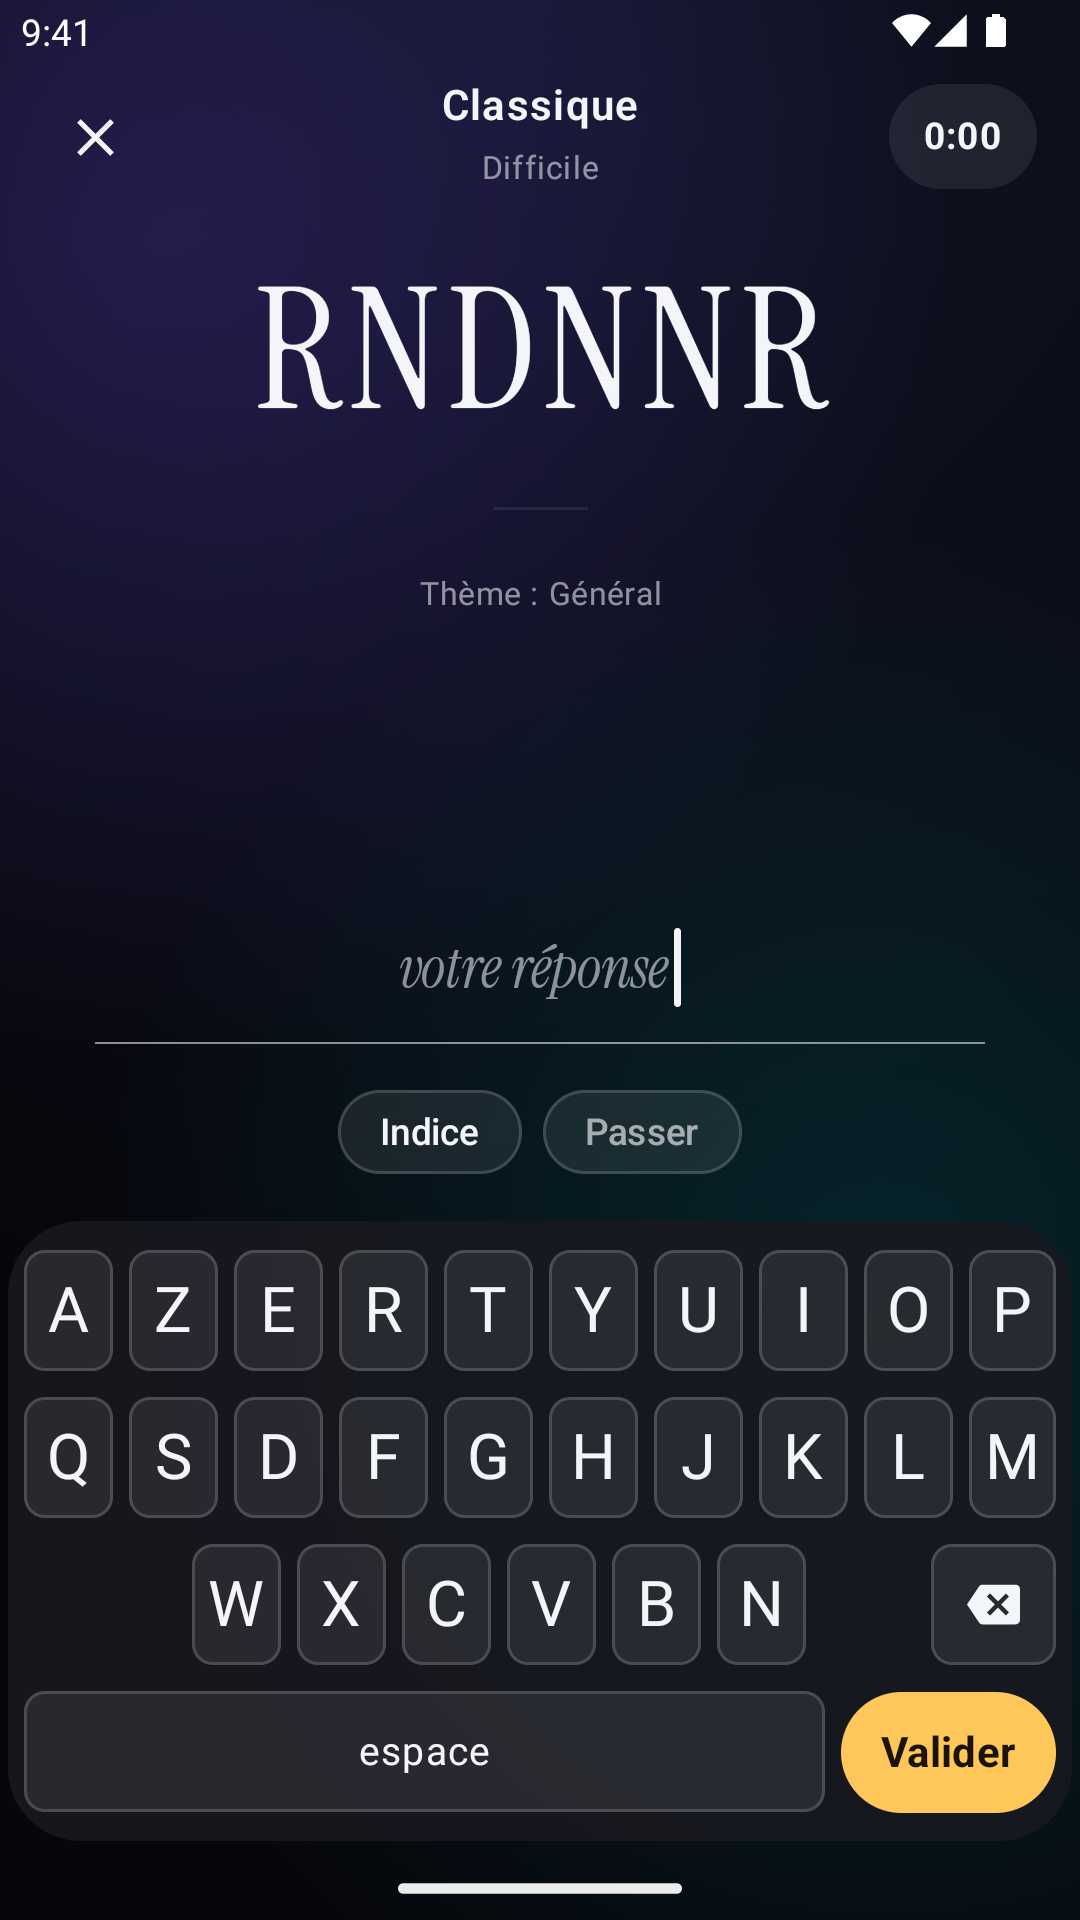 9:41
Classique
Difficile
0:00
RNDNNR
Thème : Général
votre réponse
Indice
Passer
A Z E R T Y U I O P
Q S D F G H J K L M
W X C V B N
espace
Valider